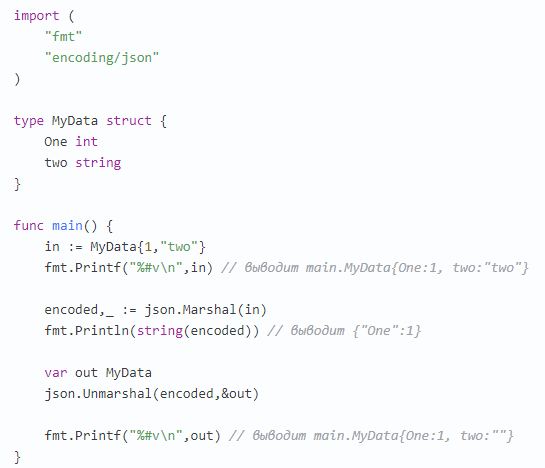 import (
    "fmt"
    "encoding/json"
)

type MyData struct {
    One int
    two string
}

func main() {
    in := MyData{1,"two"}
    fmt.Printf("%#v\n",in) // выводит main.MyData{One:1, two:"two"}

    encoded,_ := json.Marshal(in)
    fmt.Println(string(encoded)) // выводит {"One":1}

    var out MyData
    json.Unmarshal(encoded,&out)

    fmt.Printf("%#v\n",out) // выводит main.MyData{One:1, two:""}
}